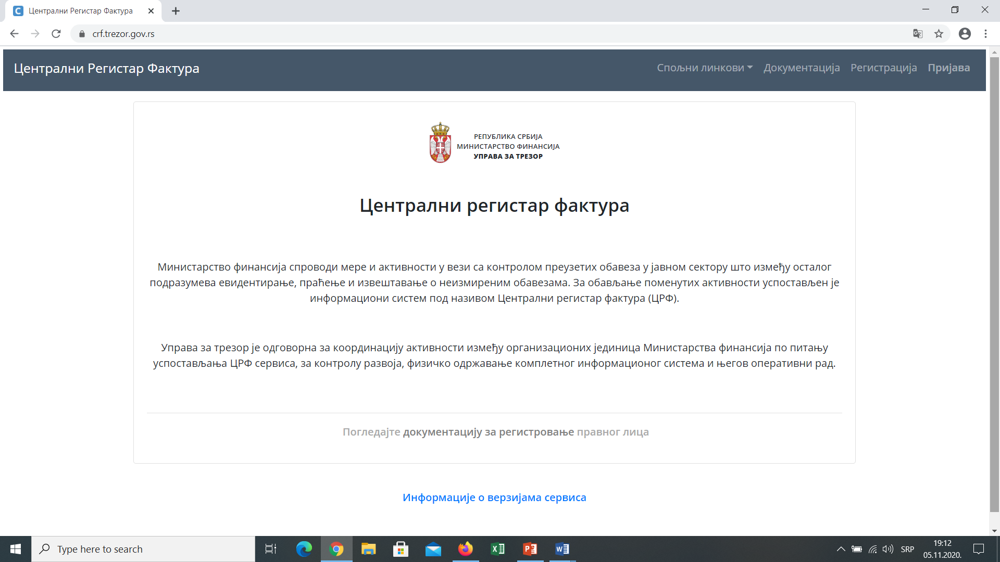 Централни Регистар Фактура
crf.trezor.gov.rs
Централни Регистар Фактура
Спољни линкови Документација Регистрација Пријава
РЕПУБЛИКА СРБИЈА
МИНИСТАРСТВО ФИНАНСИЈА
УПРАВА ЗА ТРЕЗОР
Централни регистар фактура
Министарство финансија спроводи мере и активности у вези са контролом преузетих обавеза у јавном сектору што између осталог
подразумева евидентирање, праћење и извештавање о неизмиреним обавезама. За обављање поменутих активности успостављен је
информациони систем под називом Централни регистар фактура (ЦРФ).
Управа за трезор је одговорна за координацију активности између организационих јединица Министарства финансија по питању
успостављања ЦРФ сервиса, за контролу развоја, физичко одржавање комплетног информационог система и његов оперативни рад.
Погледајте документацију за регистровање правног лица
Информације о верзијама сервиса
Type here to search
SRP
19:12
05.11.2020.